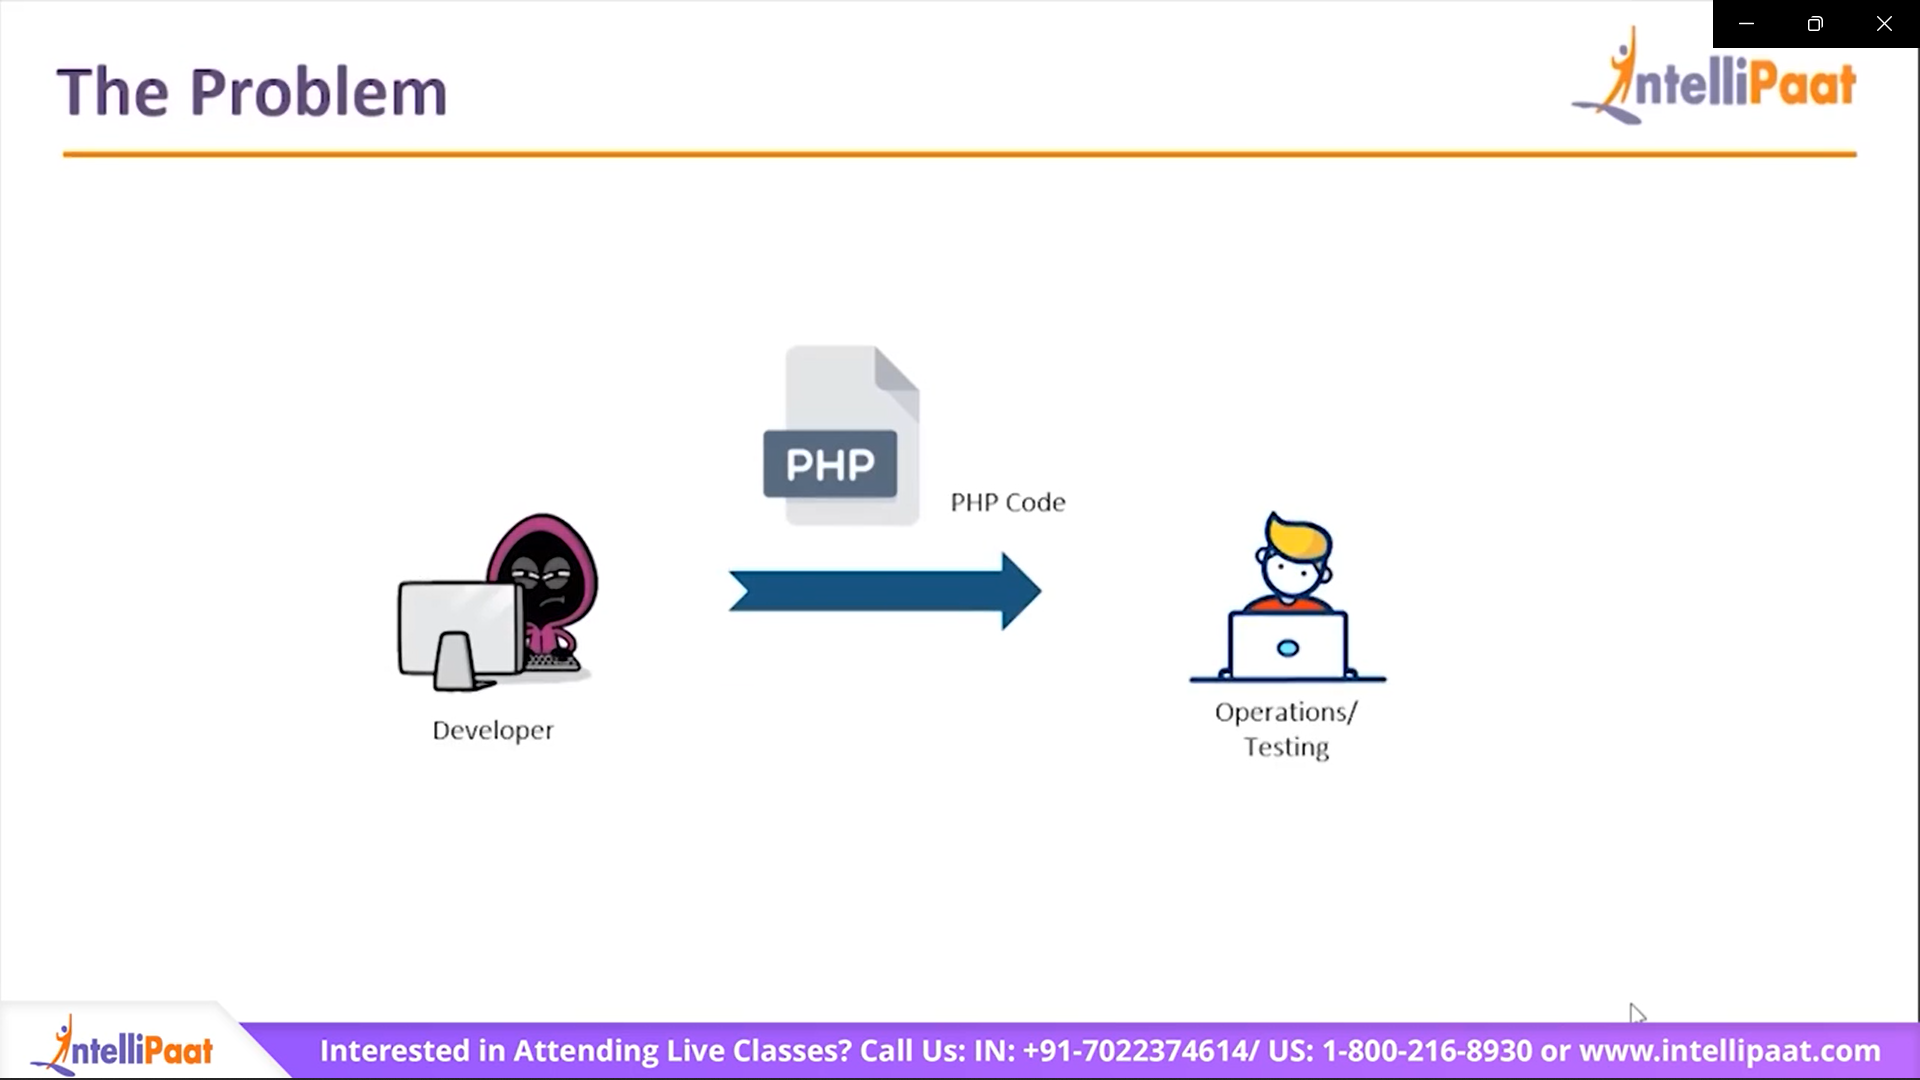 The Problem
IntelliPaat
PHP
PHP Code
Developer
Operations/
Testing
IntelliPaat
Interested in Attending Live Classes? Call Us: IN: +91-7022374614/ US: 1-800-216-8930 or www.intellipaat.com